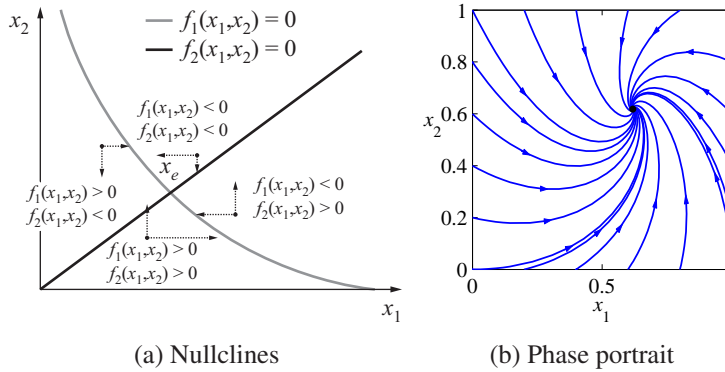 x₂
f₁(x₁,x₂) = 0
f₂(x₁,x₂) = 0
f₁(x₁,x₂) < 0
f₂(x₁,x₂) < 0
xₑ
f₁(x₁,x₂) > 0
f₂(x₁,x₂) < 0
f₁(x₁,x₂) < 0
f₂(x₁,x₂) > 0
f₁(x₁,x₂) > 0
f₂(x₁,x₂) > 0
x₁
(a) Nullclines
1
0.8
0.6
x₂
0.4
0.2
0
0
0.5
x₁
(b) Phase portrait